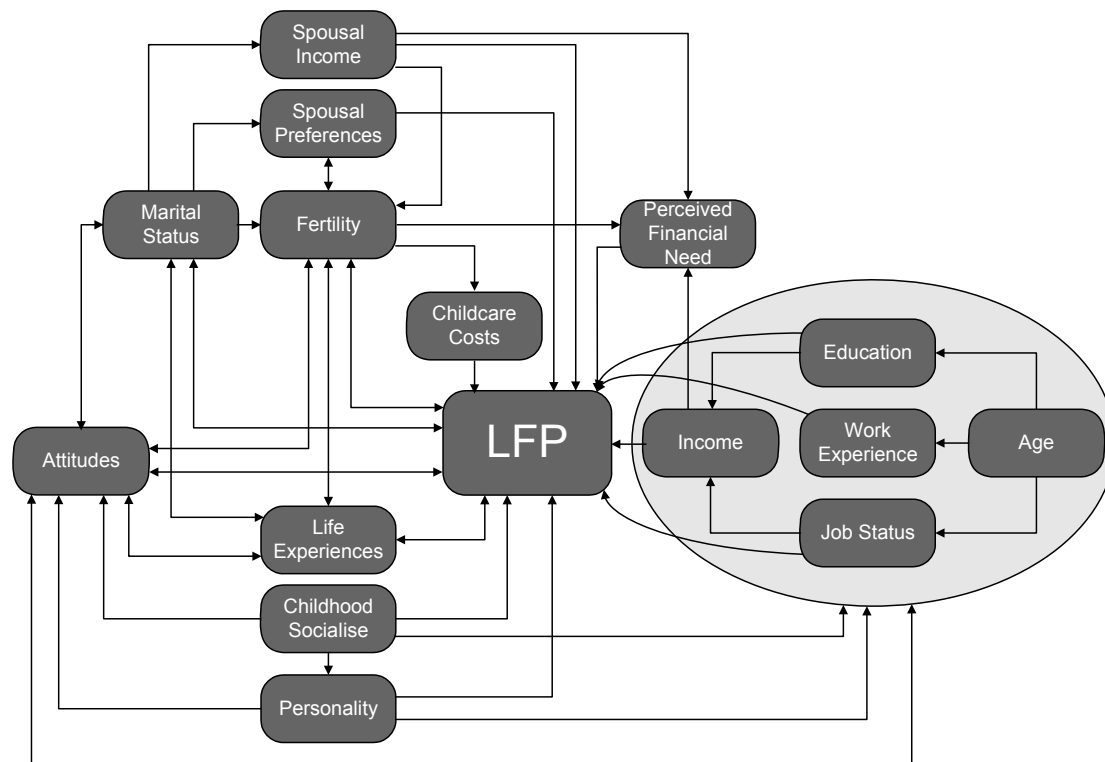 Spousal
Income
Spousal
Preferences
Marital
Status
Fertility
Perceived
Financial
Need
Childcare
Costs
Education
LFP
Income
Work
Experience
Age
Attitudes
Life
Experiences
Job Status
Childhood
Socialise
Personality